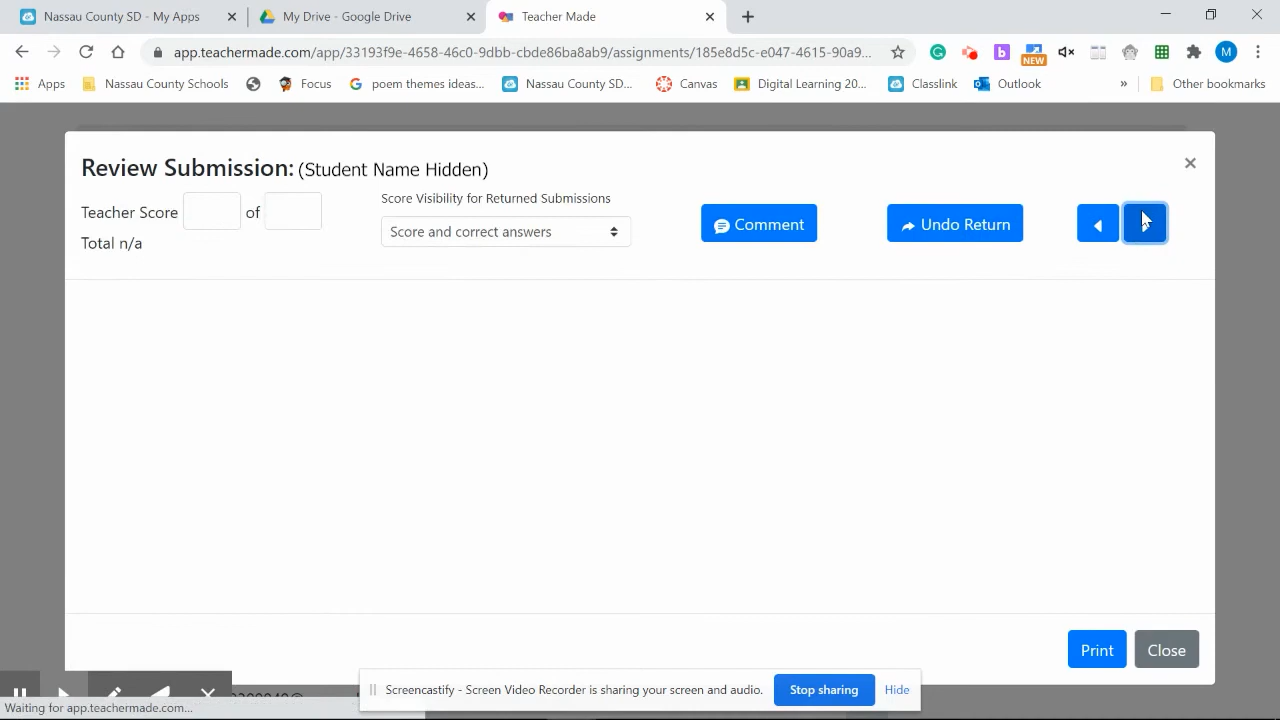 Nassau County SD - My Apps
My Drive - Google Drive
Teacher Made
app.teachermade.com/app/33193f9e-4658-46c0-9dbb-cbde86ba8ab9/assignments/185e8d5c-e047-4615-90a9...
NEW
M
Apps
Nassau County Schools
Focus
poem themes ideas...
Nassau County SD...
Canvas
Digital Learning 20...
Classlink
Outlook
»
Other bookmarks
Review Submission: (Student Name Hidden)
Teacher Score of
Total n/a
Score Visibility for Returned Submissions
Score and correct answers
Comment
Undo Return
Print
Close
Screencastify - Screen Video Recorder is sharing your screen and audio.
Stop sharing
Hide
Waiting for app.teachermade.com...